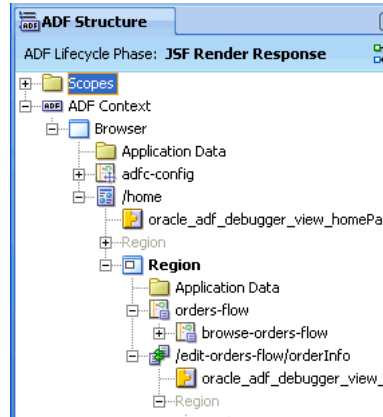 ADF Structure
ADF Lifecycle Phase: JSF Render Response
Scopes
ADF Context
Browser
Application Data
adfc-config
/home
oracle_adf_debugger_view_homePa
Region
Region
Application Data
orders-flow
browse-orders-flow
/edit-orders-flow/orderInfo
oracle_adf_debugger_view_
Region